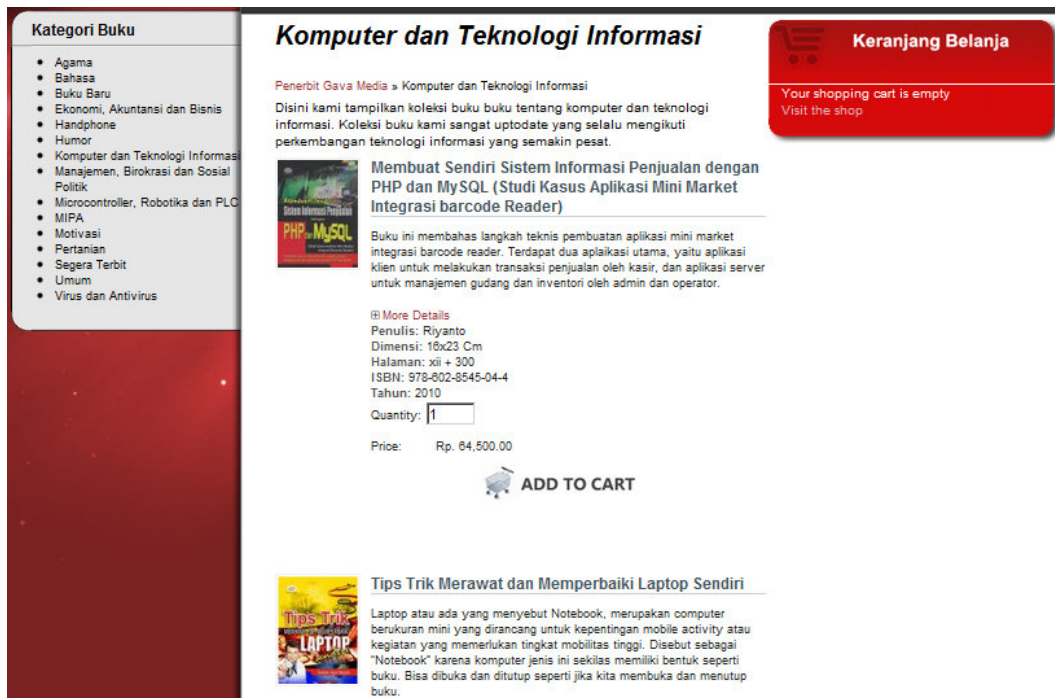 Kategori Buku
Agama
Bahasa
Buku Baru
Ekonomi, Akuntansi dan Bisnis
Handphone
Humor
Komputer dan Teknologi Informasi
Manajemen, Birokrasi dan Sosial
Politik
Microcontroller, Robotika dan PLC
MIPA
Motivasi
Pertanian
Segera Terbit
Umum
Virus dan Antivirus
Komputer dan Teknologi Informasi
Penerbit Gava Media » Komputer dan Teknologi Informasi
Disini kami tampilkan koleksi buku buku tentang komputer dan teknologi
informasi. Koleksi buku kami sangat uptodate yang selalu mengikuti
perkembangan teknologi informasi yang semakin pesat.
Sistem Informasi Penjualan
PHP dan MySQL
Membuat Sendiri Sistem Informasi Penjualan dengan
PHP dan MySQL (Studi Kasus Aplikasi Mini Market
Integrasi barcode Reader)
Buku ini membahas langkah teknis pembuatan aplikasi mini market
integrasi barcode reader. Terdapat dua aplaikasi utama, yaitu aplikasi
klien untuk melakukan transaksi penjualan oleh kasir, dan aplikasi server
untuk manajemen gudang dan inventori oleh admin dan operator.
More Details
Penulis: Riyanto
Dimensi: 16x23 Cm
Halaman: xii + 300
ISBN: 978-602-8545-04-4
Tahun: 2010
Quantity: 1
Price: Rp. 64,500.00
ADD TO CART
Tips Trik
LAPTOP
Tips Trik Merawat dan Memperbaiki Laptop Sendiri
Laptop atau ada yang menyebut Notebook, merupakan computer
berukuran mini yang dirancang untuk kepentingan mobile activity atau
kegiatan yang memerlukan tingkat mobilitas tinggi. Disebut sebagai
"Notebook" karena komputer jenis ini sekilas memiliki bentuk seperti
buku. Bisa dibuka dan ditutup seperti jika kita membuka dan menutup
buku.
Keranjang Belanja
Your shopping cart is empty
Visit the shop